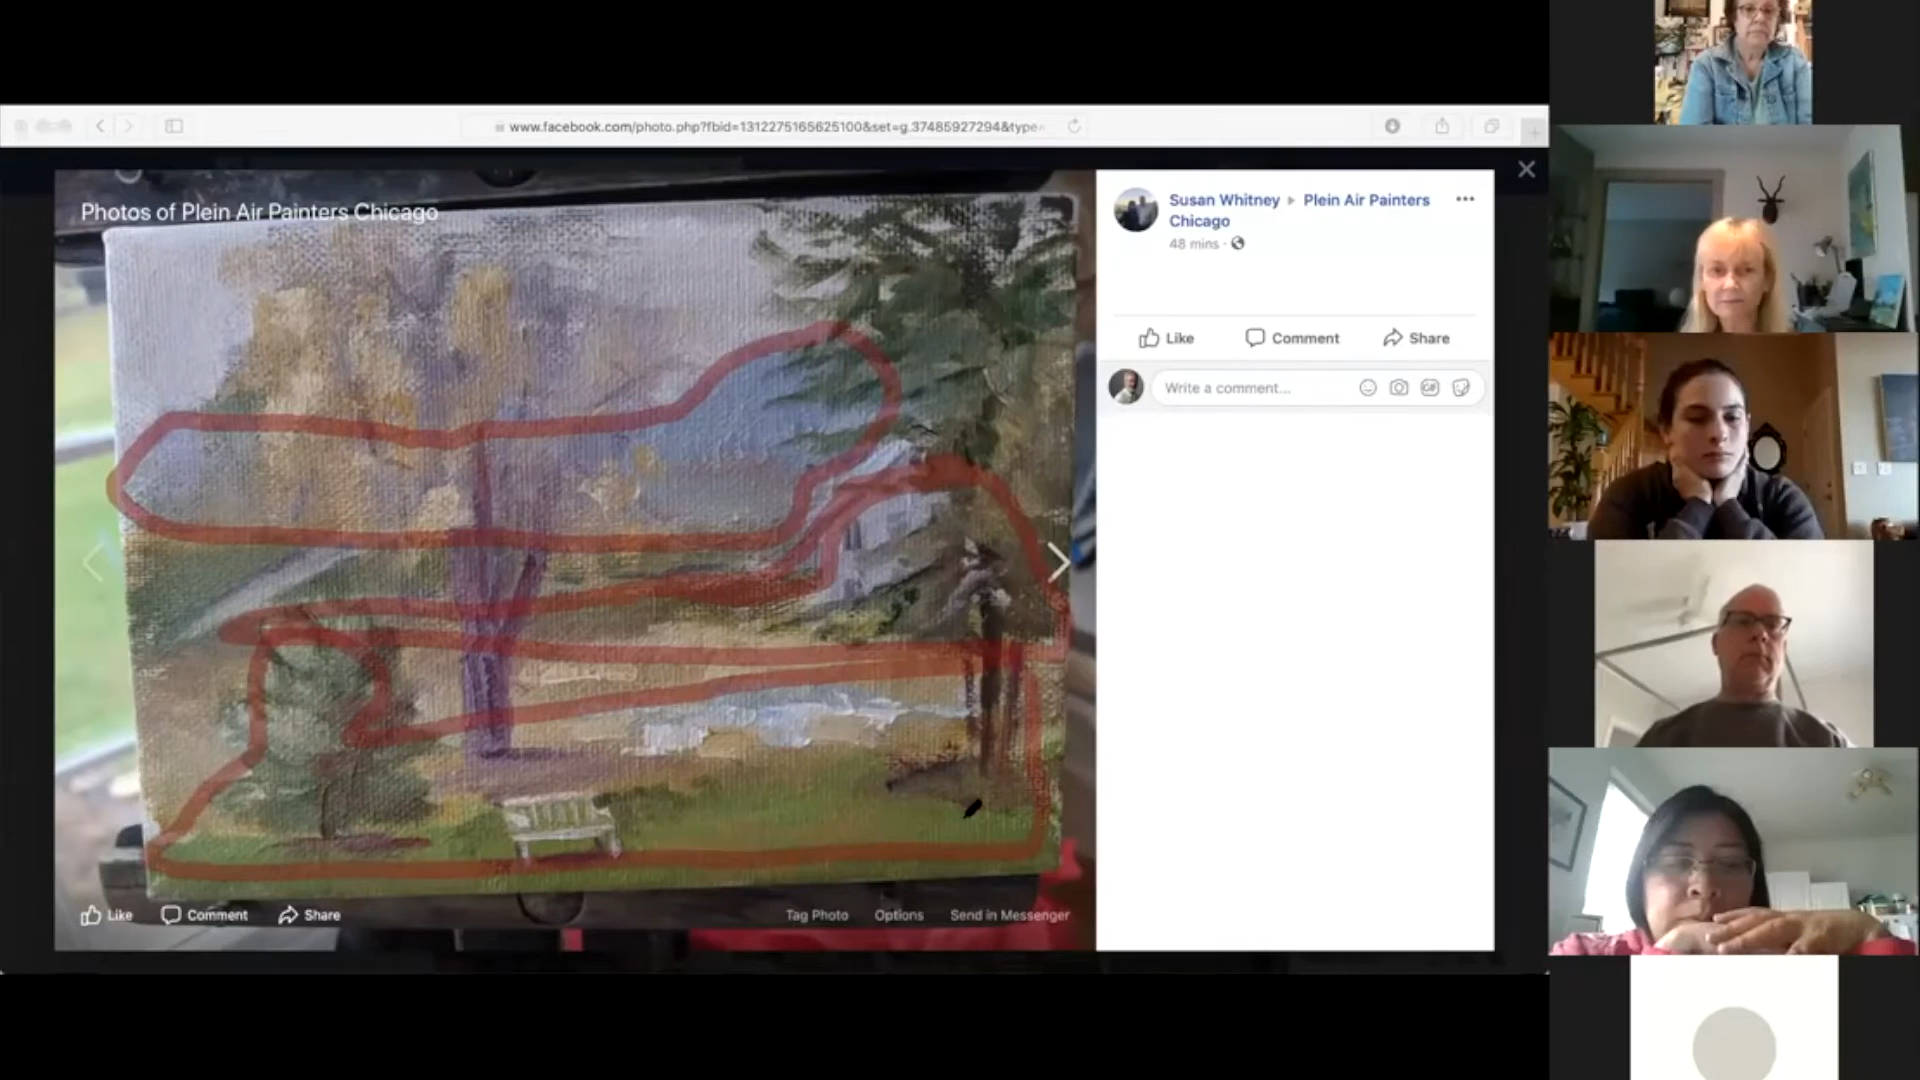 www.facebook.com/photo.php?fbid=1312275165625100&set=g.37485927294&type
Photos of Plein Air Painters Chicago
Susan Whitney ▸ Plein Air Painters
Chicago
48 mins ·
Like Comment Share
Write a comment...
GIF
Like Comment Share
Tag Photo Options Send in Messenger